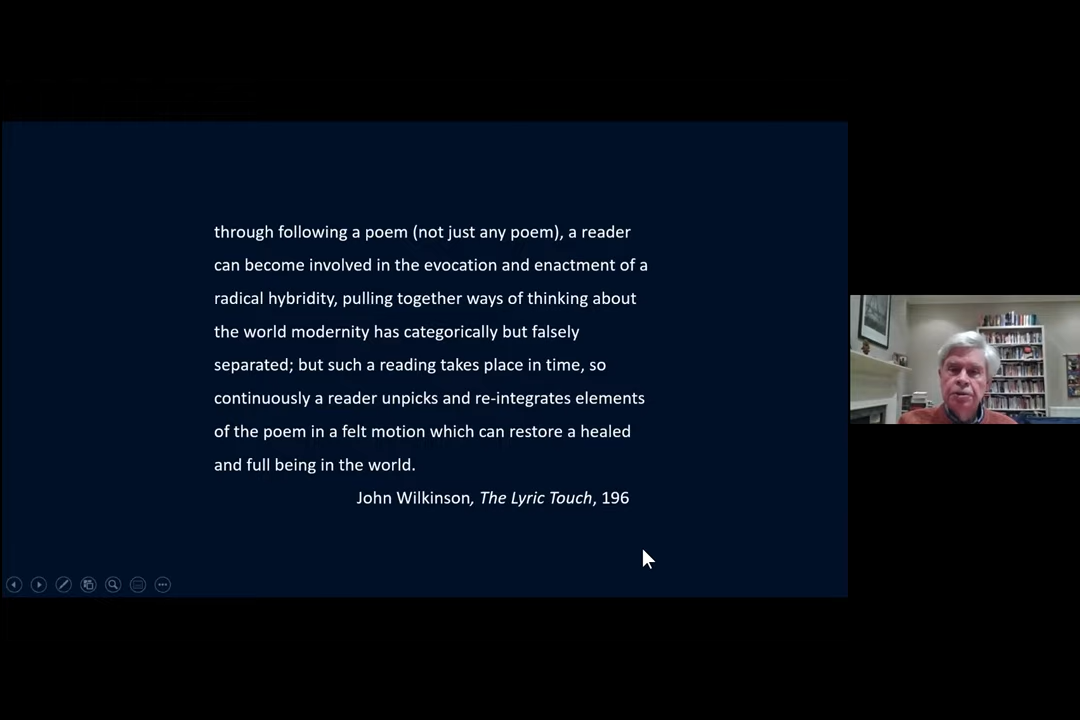 through following a poem (not just any poem), a reader
can become involved in the evocation and enactment of a
radical hybridity, pulling together ways of thinking about
the world modernity has categorically but falsely
separated; but such a reading takes place in time, so
continuously a reader unpicks and re-integrates elements
of the poem in a felt motion which can restore a healed
and full being in the world.
John Wilkinson, The Lyric Touch, 196